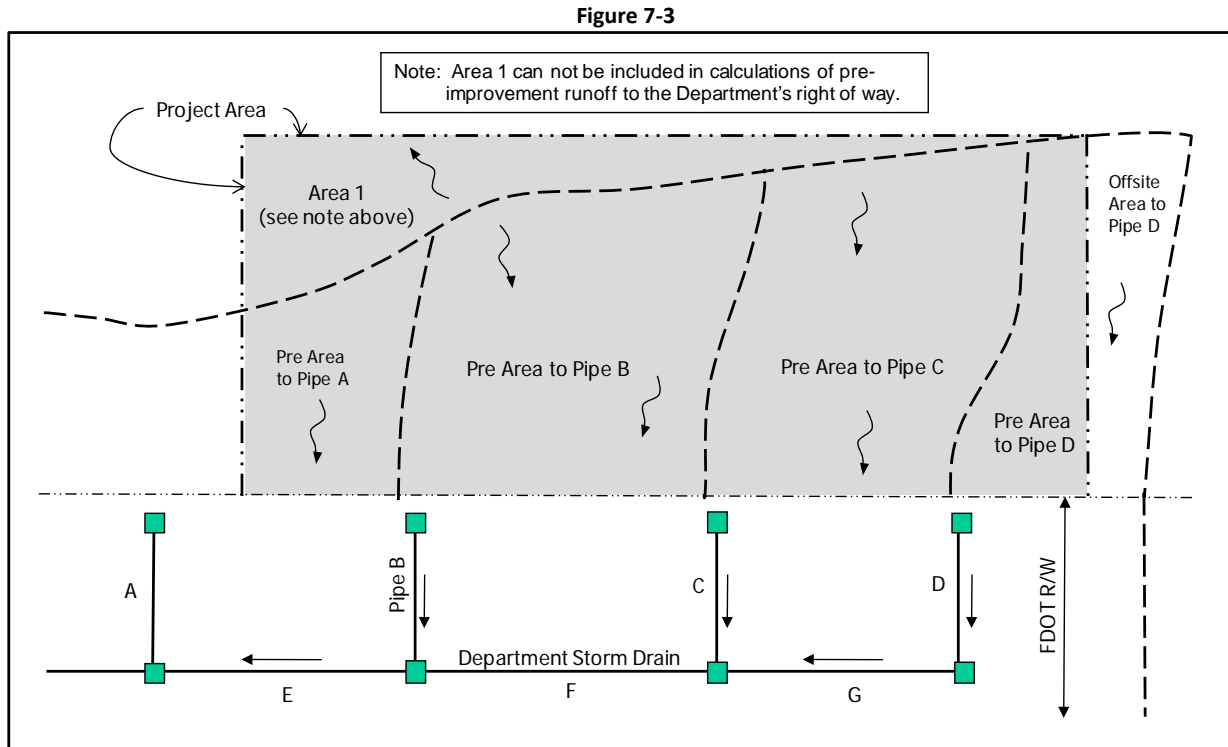 Figure 7-3
Note: Area 1 can not be included in calculations of pre-
improvement runoff to the Department's right of way.
Project Area
Area 1
(see note above)
Offsite
Area to
Pipe D
Pre Area
to Pipe A
Pre Area to Pipe B
Pre Area to Pipe C
Pre Area
to Pipe D
A
Pipe B
C
D
FDOT R/W
Department Storm Drain
E
F
G